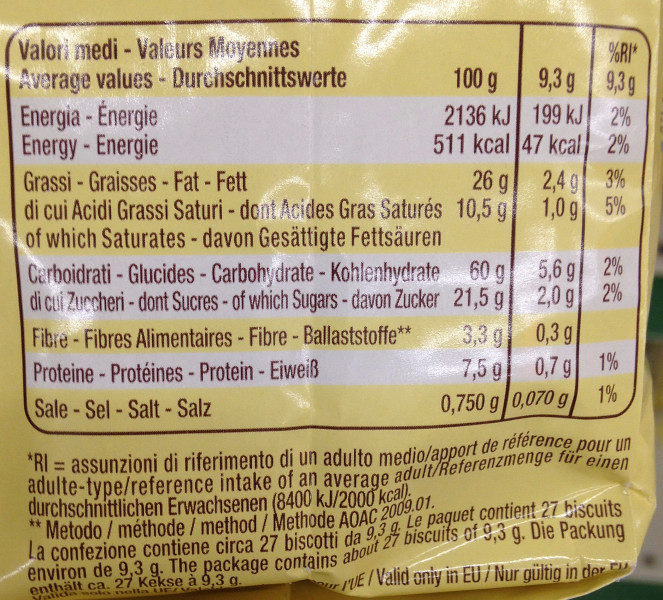 Valori medi - Valeurs Moyennes %RI*
Average values - Durchschnittswerte 100 g 9,3 g 9,3 g
Energia - Énergie 2136 kJ 199 kJ 2%
Energy - Energie 511 kcal 47 kcal 2%
Grassi - Graisses - Fat - Fett 26 g 2,4 g 3%
di cui Acidi Grassi Saturi - dont Acides Gras Saturés 10,5 g 1,0 g 5%
of which Saturates - davon Gesättigte Fettsäuren
Carboidrati - Glucides - Carbohydrate - Kohlenhydrate 60 g 5,6 g 2%
di cui Zuccheri - dont Sucres - of which Sugars - davon Zucker 21,5 g 2,0 g 2%
Fibre - Fibres Alimentaires - Fibre - Ballaststoffe** 3,3 g 0,3 g
Proteine - Protéines - Protein - Eiweiß 7,5 g 0,7 g 1%
Sale - Sel - Salt - Salz 0,750 g 0,070 g 1%
*RI = assunzioni di riferimento di un adulto medio/apport de référence pour un
adulte-type/reference intake of an average adult/Referenzmenge für einen
durchschnittlichen Erwachsenen (8400 kJ/2000 kcal).
** Metodo / méthode / method / Methode AOAC 2009.01.
La confezione contiene circa 27 biscotti da 9,3 g. Le paquet contient 27 biscuits
environ de 9,3 g. The package contains about 27 biscuits of 9,3 g. Die Packung
enthält ca. 27 Kekse à 9,3 g.
Valido solo nella UE / pour l'UE / Valid only in EU / Nur gültig in der EU